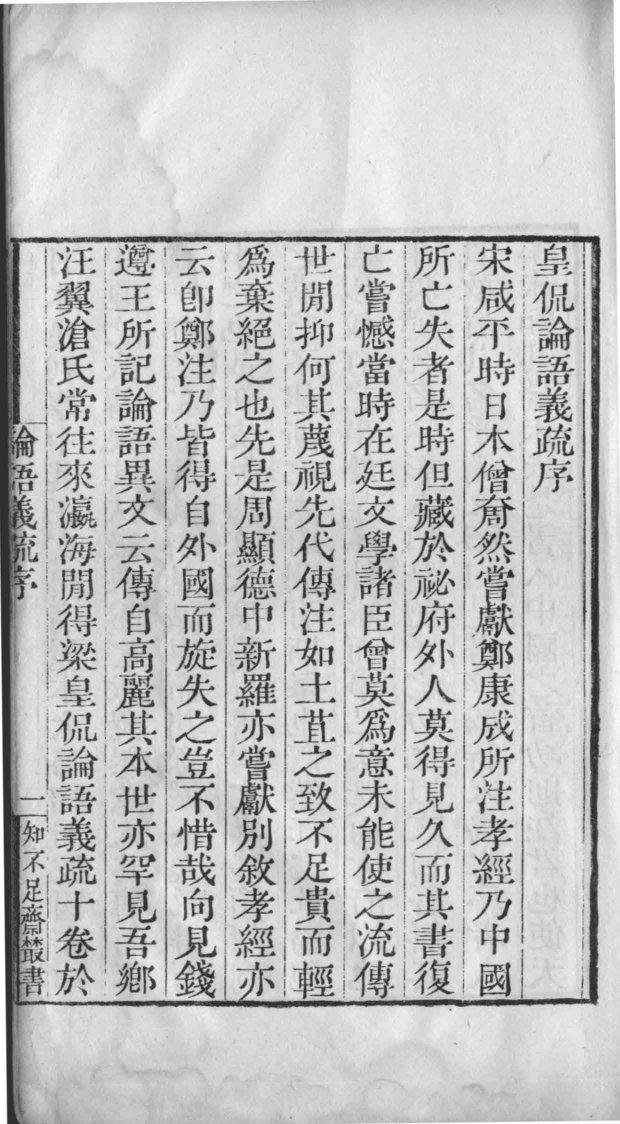 皇侃論語義疏序
宋咸平時日本僧奝然嘗獻鄭康成所注孝經乃中國
所亡失者是時但藏於祕府外人莫得見久而其書復
亡嘗憾當時在廷文學諸臣曾莫爲意未能使之流傳
世閒抑何其蔑視先代傳注如土苴之致不足貴而輕
爲棄絕之也先是周顯德中新羅亦嘗獻別敘孝經亦
云卽鄭注乃皆得自外國而旋失之豈不惜哉向見錢
遵王所記論語異文云傳自高麗其本世亦罕見吾鄉
汪翼滄氏常往來瀛海閒得梁皇侃論語義疏十卷於
論語義疏序
一
知不足齋叢書